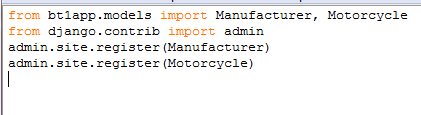 from bt1app.models import Manufacturer, Motorcycle
from django.contrib import admin
admin.site.register(Manufacturer)
admin.site.register(Motorcycle)